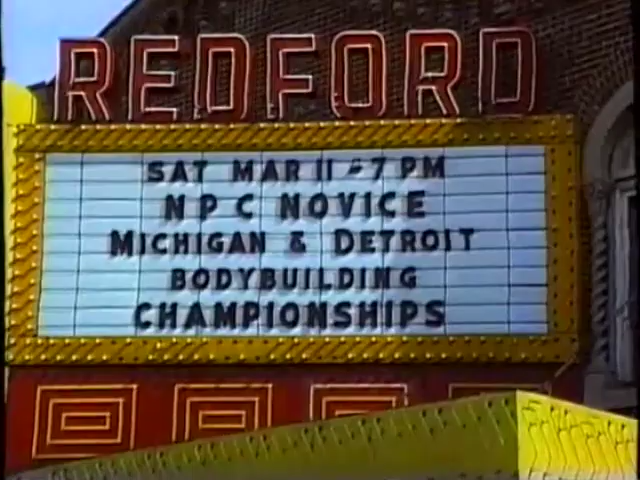 REDFORD
SAT MAR 11 - 7 PM
NPC NOVICE
MICHIGAN & DETROIT
BODYBUILDING
CHAMPIONSHIPS